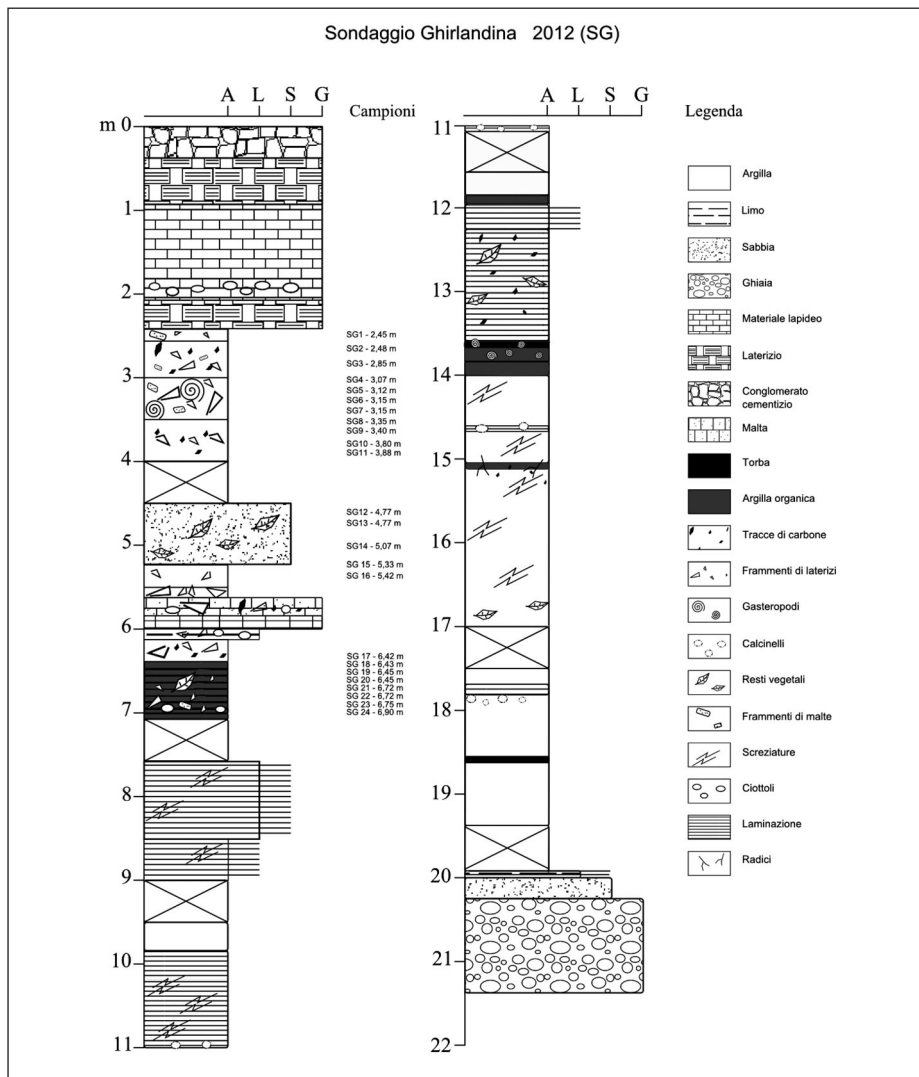 Sondaggio Ghirlandina 2012 (SG)
A L S G
Campioni
m 0
1
2
3
4
5
6
7
8
9
10
11
SG1 - 2,45 m
SG2 - 2,48 m
SG3 - 2,85 m
SG4 - 3,07 m
SG5 - 3,12 m
SG6 - 3,15 m
SG7 - 3,15 m
SG8 - 3,35 m
SG9 - 3,40 m
SG10 - 3,80 m
SG11 - 3,88 m
SG12 - 4,77 m
SG13 - 4,77 m
SG14 - 5,07 m
SG 15 - 5,33 m
SG 16 - 5,42 m
SG 17 - 6,42 m
SG 18 - 6,43 m
SG 19 - 6,45 m
SG 20 - 6,45 m
SG 21 - 6,72 m
SG 22 - 6,72 m
SG 23 - 6,75 m
SG 24 - 6,90 m
A L S G
11
12
13
14
15
16
17
18
19
20
21
22
Legenda
Argilla
Limo
Sabbia
Ghiaia
Materiale lapideo
Laterizio
Conglomerato
cementizio
Malta
Torba
Argilla organica
Tracce di carbone
Frammenti di laterizi
Gasteropodi
Calcinelli
Resti vegetali
Frammenti di malte
Screziature
Ciottoli
Laminazione
Radici